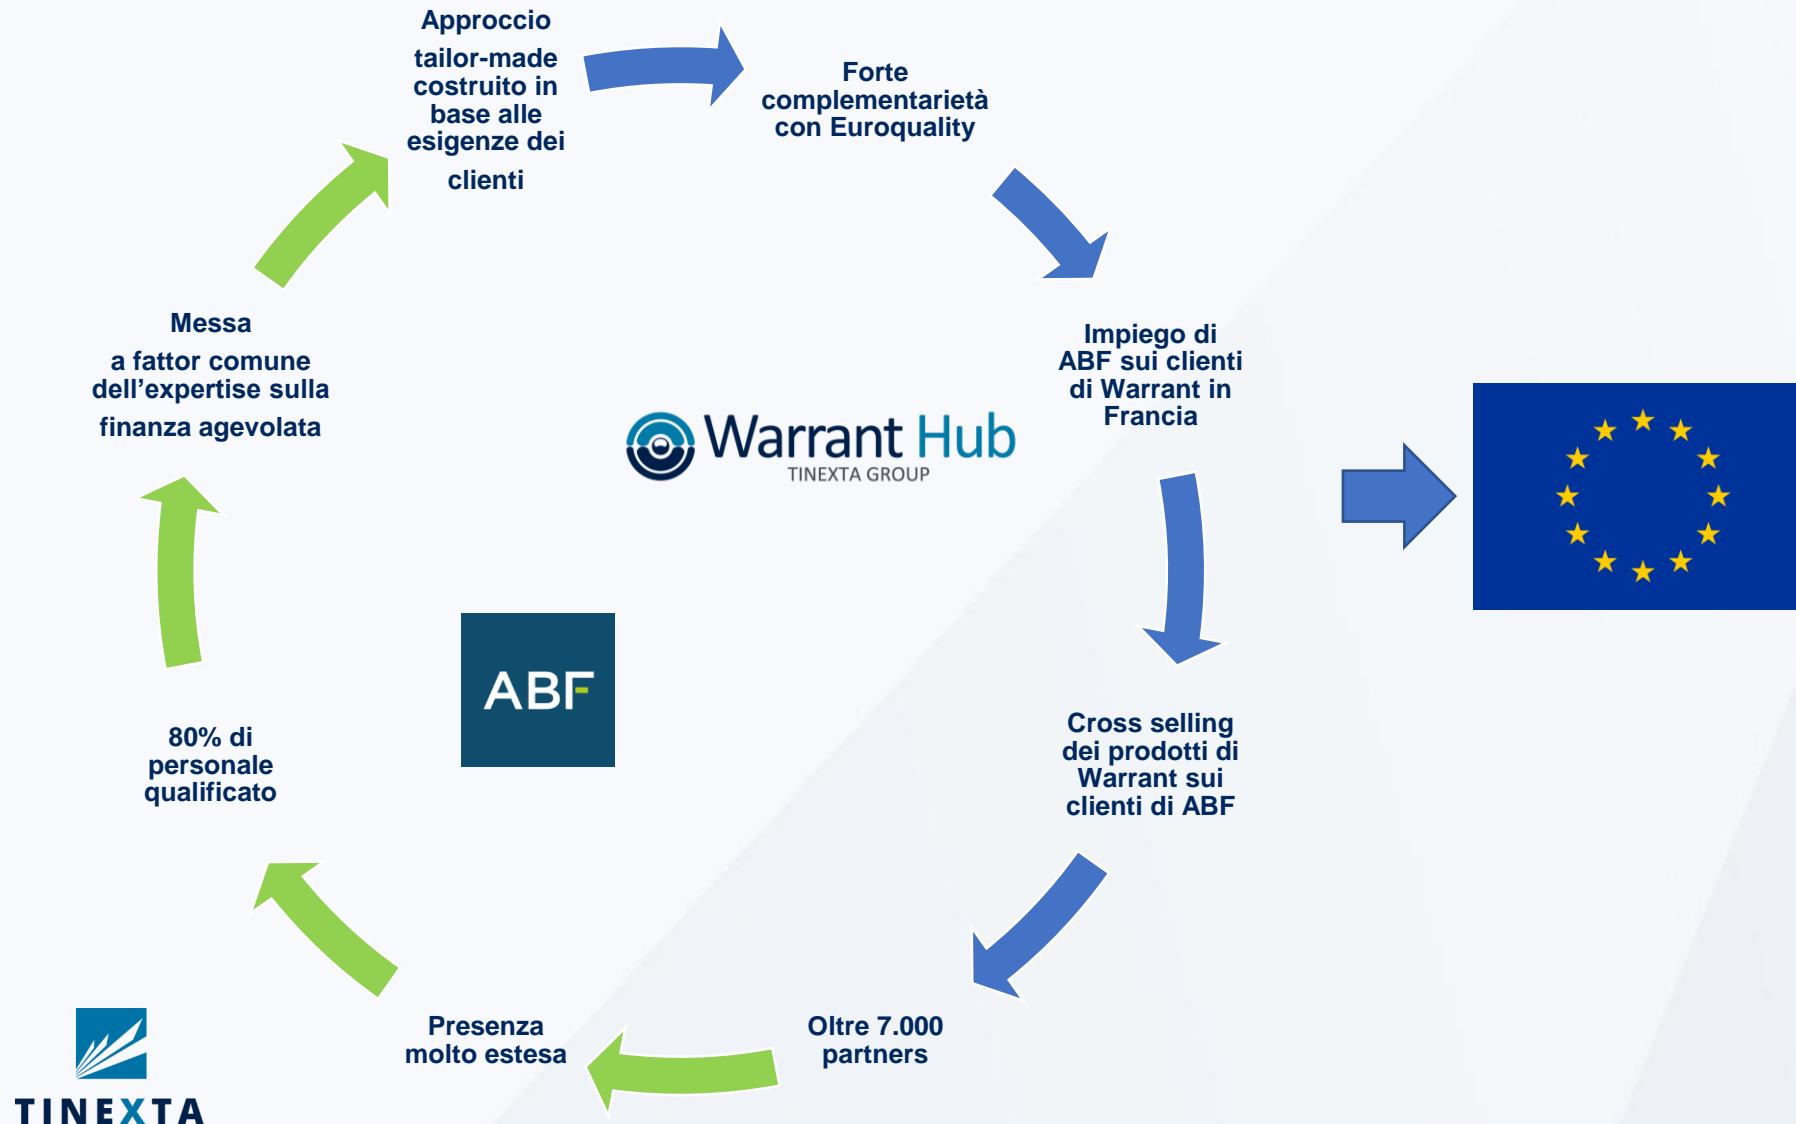 Approccio
tailor-made
costruito in
base alle
esigenze dei
clienti
Forte
complementarietà
con Euroquality
Impiego di
ABF sui clienti
di Warrant in
Francia
Cross selling
dei prodotti di
Warrant sui
clienti di ABF
Oltre 7.000
partners
Presenza
molto estesa
80% di
personale
qualificato
Messa
a fattor comune
dell’expertise sulla
finanza agevolata
Warrant Hub
TINEXTA GROUP
ABF
TINEXTA